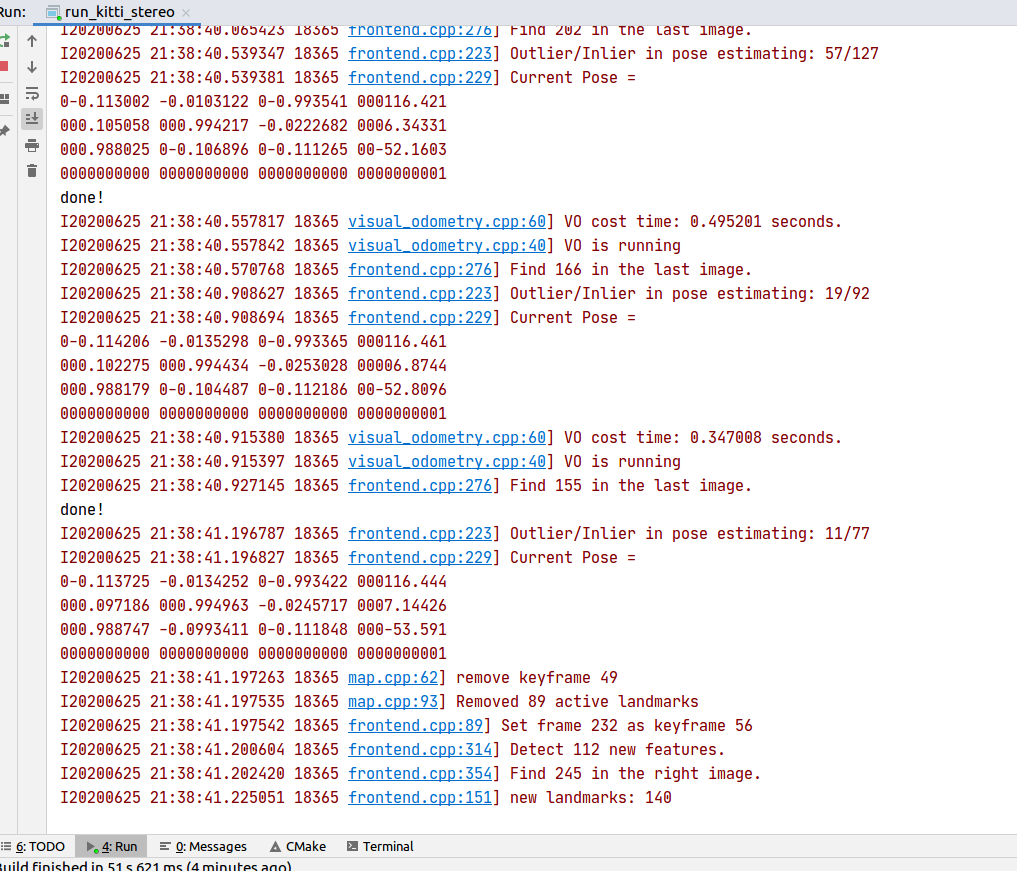 Run: run_kitti_stereo
I20200625 21:38:40.065423 18365 frontend.cpp:276] Find 202 in the last image.
I20200625 21:38:40.539347 18365 frontend.cpp:223] Outlier/Inlier in pose estimating: 57/127
I20200625 21:38:40.539381 18365 frontend.cpp:229] Current Pose =
0-0.113002 -0.0103122 0-0.993541 000116.421
000.105058 000.994217 -0.0222682 0006.34331
000.988025 0-0.106896 0-0.111265 00-52.1603
0000000000 0000000000 0000000000 0000000001
done!
I20200625 21:38:40.557817 18365 visual_odometry.cpp:60] VO cost time: 0.495201 seconds.
I20200625 21:38:40.557842 18365 visual_odometry.cpp:40] VO is running
I20200625 21:38:40.570768 18365 frontend.cpp:276] Find 166 in the last image.
I20200625 21:38:40.908627 18365 frontend.cpp:223] Outlier/Inlier in pose estimating: 19/92
I20200625 21:38:40.908694 18365 frontend.cpp:229] Current Pose =
0-0.114206 -0.0135298 0-0.993365 000116.461
000.102275 000.994434 -0.0253028 00006.8744
000.988179 0-0.104487 0-0.112186 00-52.8096
0000000000 0000000000 0000000000 0000000001
I20200625 21:38:40.915380 18365 visual_odometry.cpp:60] VO cost time: 0.347008 seconds.
I20200625 21:38:40.915397 18365 visual_odometry.cpp:40] VO is running
I20200625 21:38:40.927145 18365 frontend.cpp:276] Find 155 in the last image.
done!
I20200625 21:38:41.196787 18365 frontend.cpp:223] Outlier/Inlier in pose estimating: 11/77
I20200625 21:38:41.196827 18365 frontend.cpp:229] Current Pose =
0-0.113725 -0.0134252 0-0.993422 000116.444
000.097186 000.994963 -0.0245717 0007.14426
000.988747 -0.0993411 0-0.111848 000-53.591
0000000000 0000000000 0000000000 0000000001
I20200625 21:38:41.197263 18365 map.cpp:62] remove keyframe 49
I20200625 21:38:41.197535 18365 map.cpp:93] Removed 89 active landmarks
I20200625 21:38:41.197542 18365 frontend.cpp:89] Set frame 232 as keyframe 56
I20200625 21:38:41.200604 18365 frontend.cpp:314] Detect 112 new features.
I20200625 21:38:41.202420 18365 frontend.cpp:354] Find 245 in the right image.
I20200625 21:38:41.225051 18365 frontend.cpp:151] new landmarks: 140
6: TODO 4: Run 0: Messages CMake Terminal
Build finished in 51 s 621 ms (4 minutes ago)